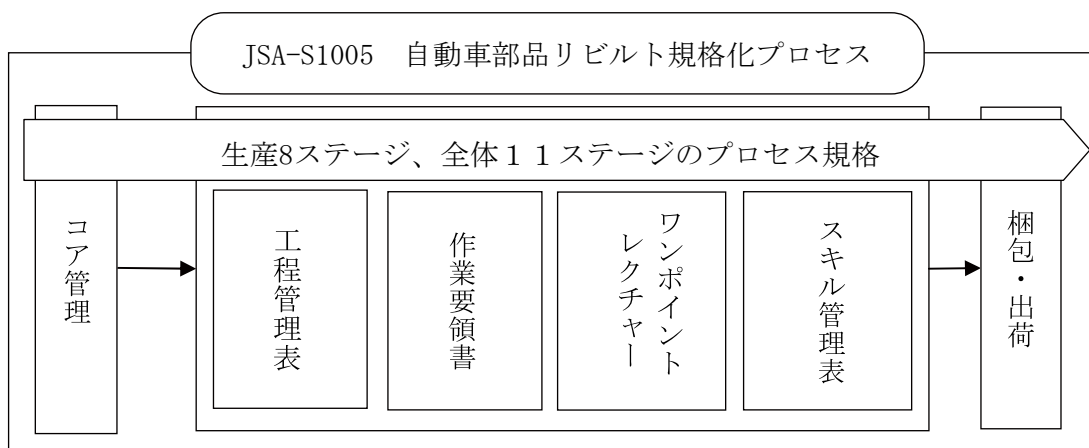 JSA-S1005　自動車部品リビルト規格化プロセス
生産8ステージ、全体１１ステージのプロセス規格
コア管理
工程管理表
作業要領書
ワンポイント
レクチャー
スキル管理表
梱包・出荷